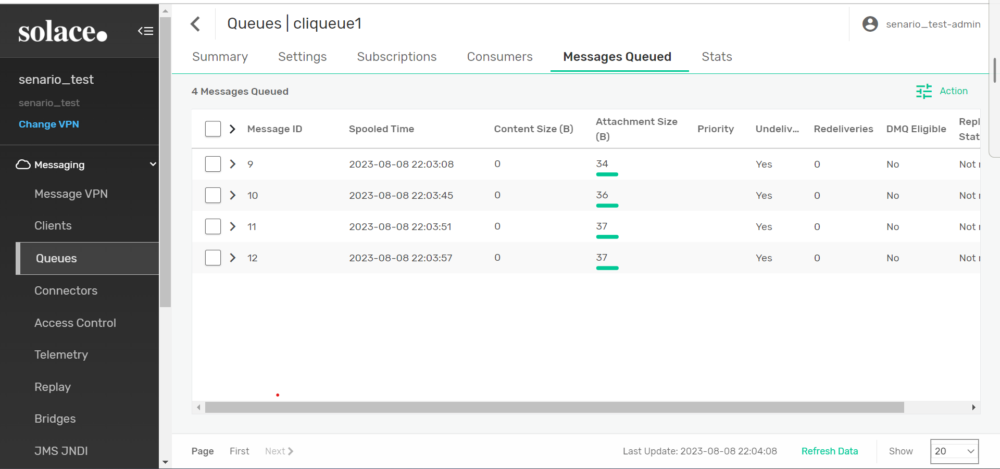 solace
senario_test
senario_test
Change VPN
Messaging
Message VPN
Clients
Queues
Connectors
Access Control
Telemetry
Replay
Bridges
JMS JNDI
Queues | cliqueue1
senario_test-admin
Summary Settings Subscriptions Consumers Messages Queued Stats
4 Messages Queued
Action
Message ID Spooled Time Content Size (B) Attachment Size (B) Priority Undeliv... Redeliveries DMQ Eligible Repl Stat
9 2023-08-08 22:03:08 0 34 Yes 0 No Not
10 2023-08-08 22:03:45 0 36 Yes 0 No Not
11 2023-08-08 22:03:51 0 37 Yes 0 No Not
12 2023-08-08 22:03:57 0 37 Yes 0 No Not
Page First Next
Last Update: 2023-08-08 22:04:08 Refresh Data Show 20